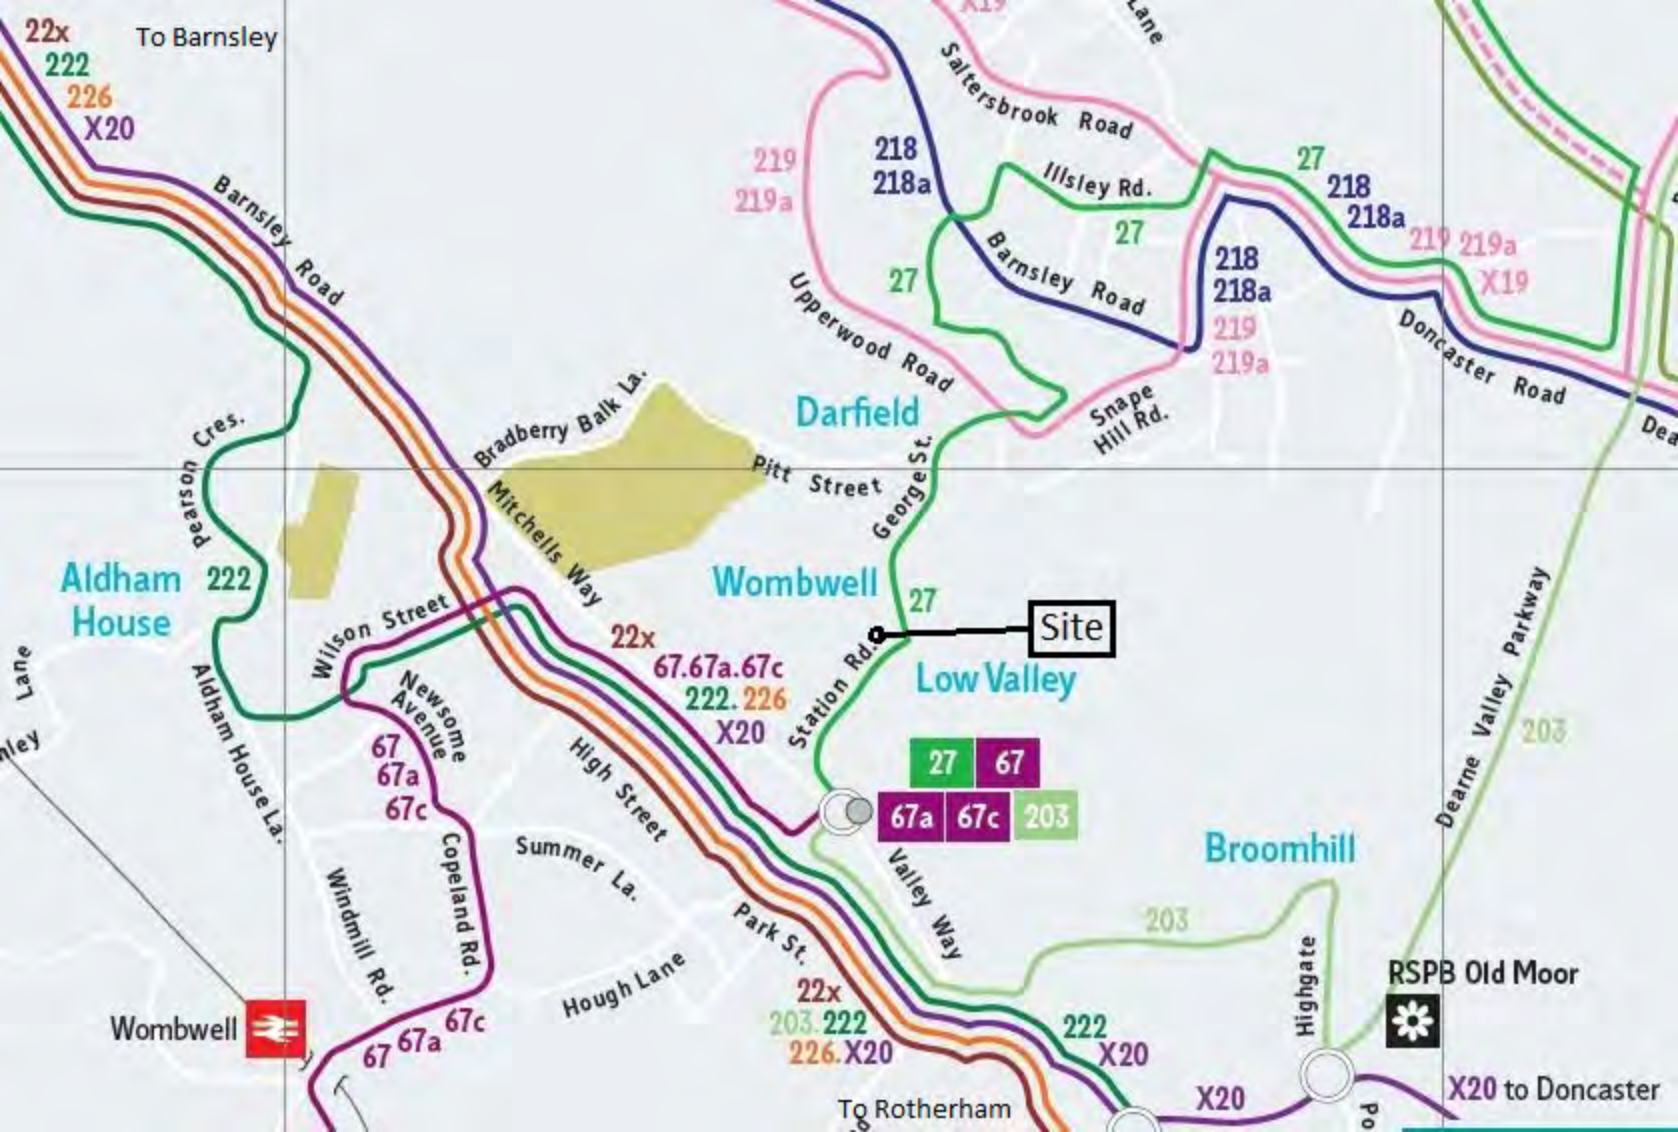 22x
222
226
X20
To Barnsley
Barnsley Road
X19
Lane
Saltersbrook Road
218
218a
219
219a
Illsley Rd.
27
27
218
218a
219 219a
X19
27
Barnsley Road
218
218a
219
219a
Upperwood Road
Doncaster Road
Snape
Hill Rd.
Darfield
Bradberry Balk La.
Pitt Street
George St.
Mitchells Way
Pearson Cres.
Aldham
House
222
Wombwell
27
Site
Low Valley
Station Rd.
Wilson Street
22x
67.67a.67c
222.226
X20
Newsome
Avenue
67
67a
67c
Lane
Aldham House La.
High Street
27 67
67a 67c 203
Dearne Valley Parkway
203
Broomhill
Valley Way
Summer La.
Copeland Rd.
Windmill Rd.
Park St.
Hough Lane
203
Highgate
RSPB Old Moor
Wombwell
67 67a 67c
22x
203.222
226.X20
222
X20
X20
X20 to Doncaster
To Rotherham